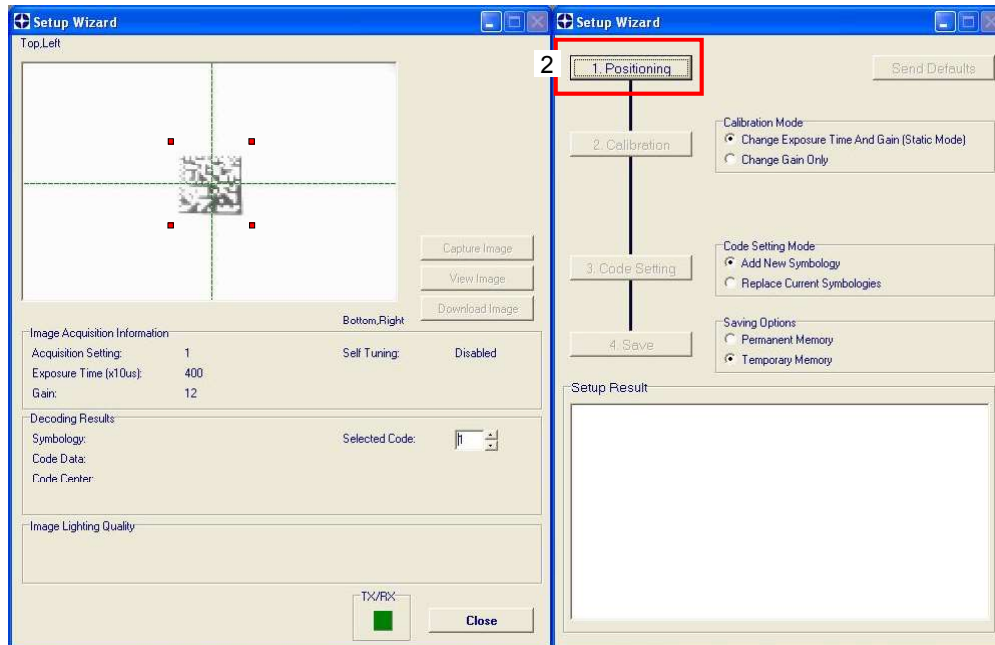 Setup Wizard
Top,Left
Capture Image
View Image
Download Image
Bottom,Right
Image Acquisition Information
Acquisition Setting: 1 Self Tuning: Disabled
Exposure Time (x10us): 400
Gain: 12
Decoding Results
Symbology: Selected Code: 1
Code Data:
Code Center:
Image Lighting Quality
TX/RX
Close
Setup Wizard
2
1. Positioning
Send Defaults
2. Calibration
Calibration Mode
Change Exposure Time And Gain (Static Mode)
Change Gain Only
3. Code Setting
Code Setting Mode
Add New Symbology
Replace Current Symbologies
4. Save
Saving Options
Permanent Memory
Temporary Memory
Setup Result